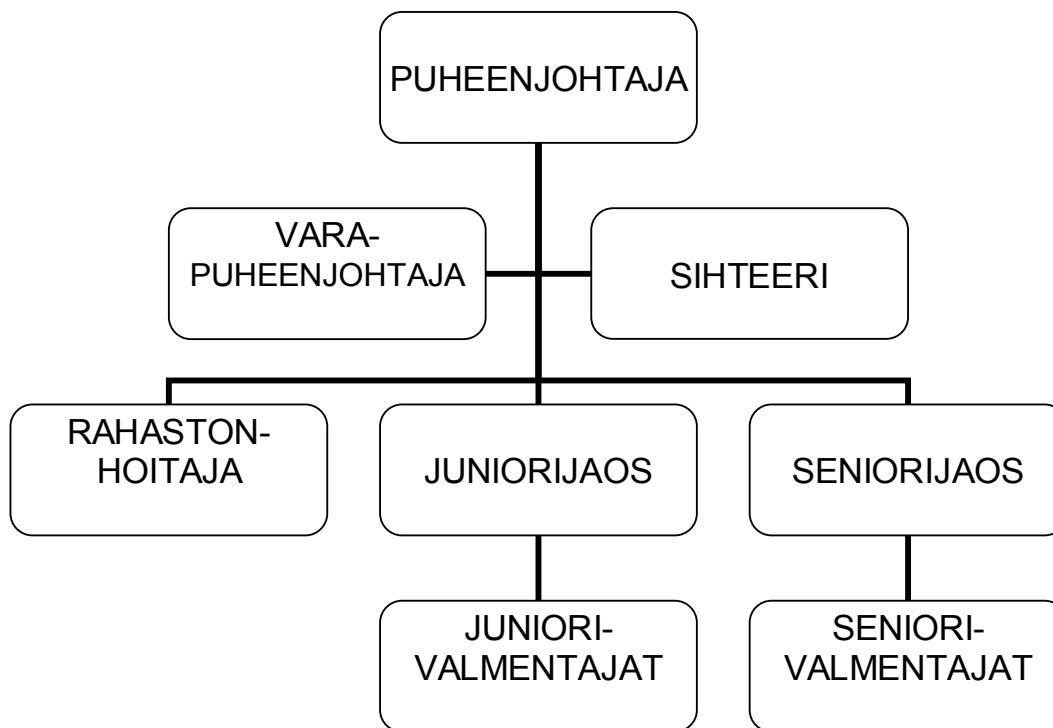 PUHEENJOHTAJA
VARA-
PUHEENJOHTAJA
SIHTEERI
RAHASTON-
HOITAJA
JUNIORIJAOS
SENIORIJAOS
JUNIORI-
VALMENTAJAT
SENIORI-
VALMENTAJAT